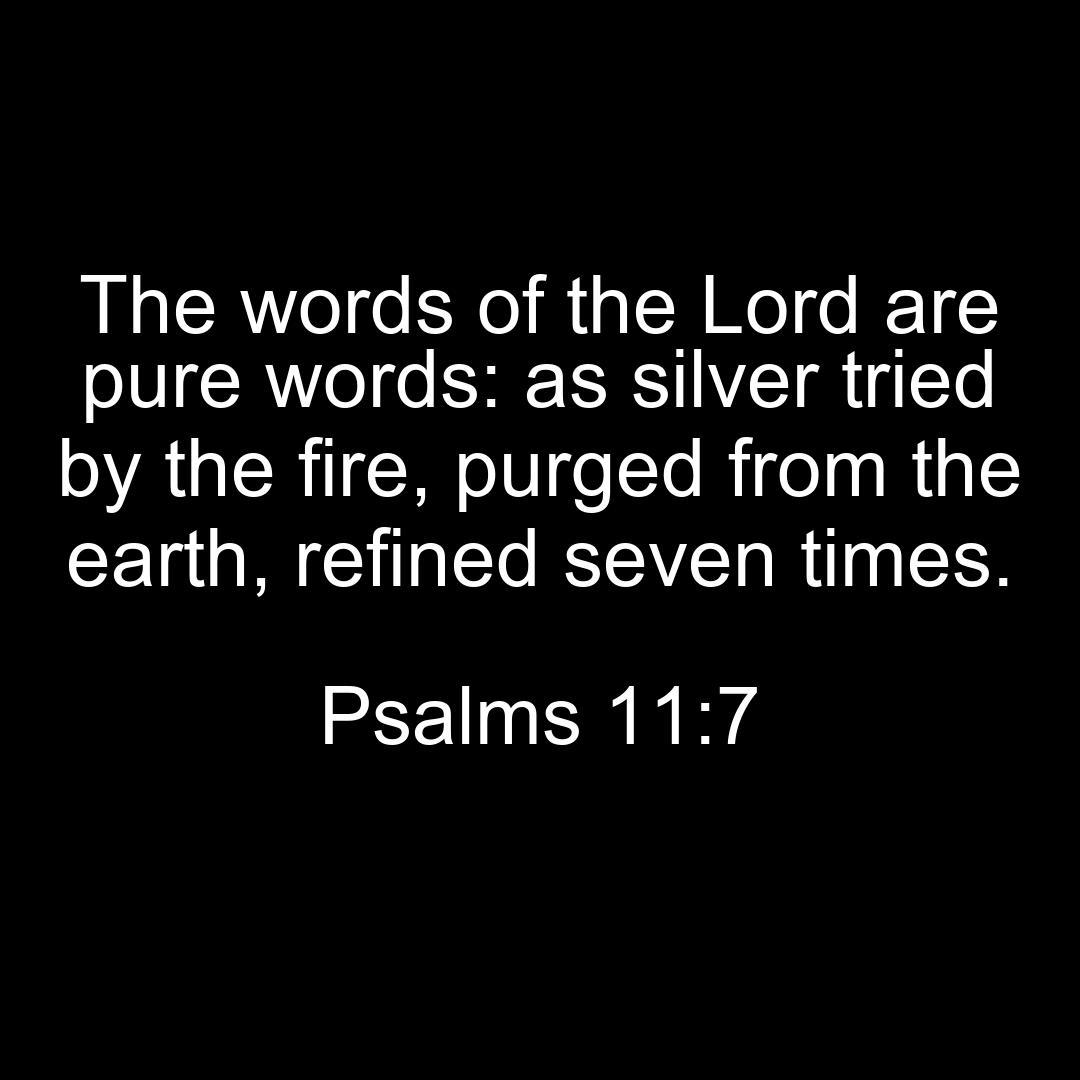 The words of the Lord are
pure words: as silver tried
by the fire, purged from the
earth, refined seven times.
Psalms 11:7